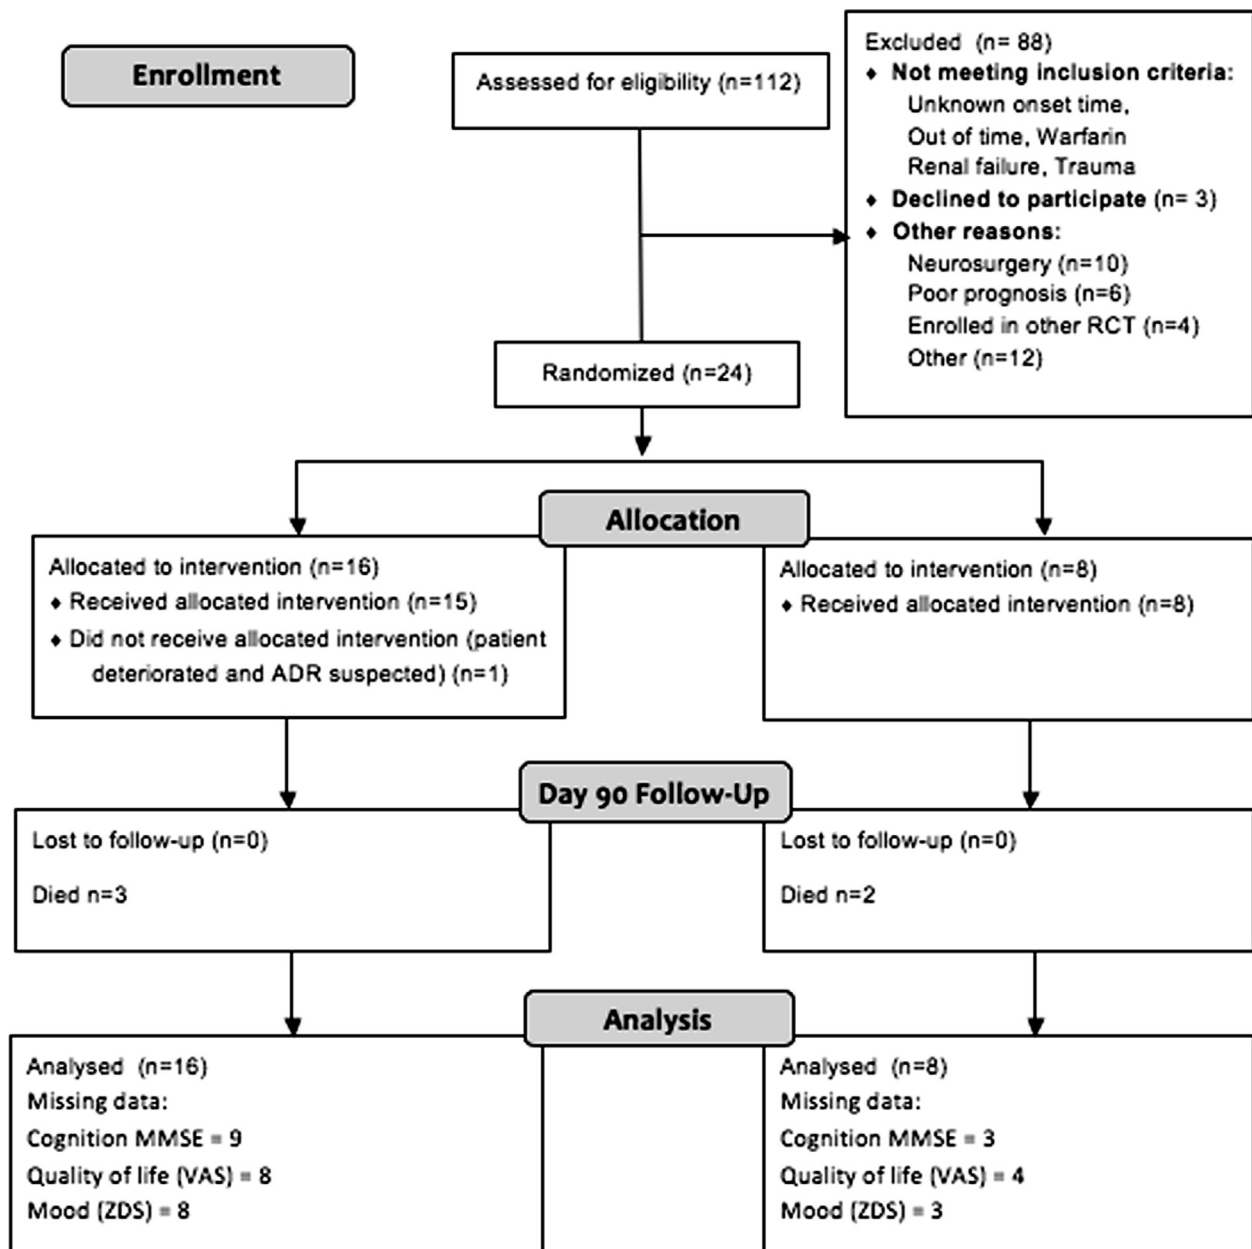 Enrollment
Assessed for eligibility (n=112)
Excluded (n= 88)
♦ Not meeting inclusion criteria:
Unknown onset time,
Out of time, Warfarin
Renal failure, Trauma
♦ Declined to participate (n= 3)
♦ Other reasons:
Neurosurgery (n=10)
Poor prognosis (n=6)
Enrolled in other RCT (n=4)
Other (n=12)
Randomized (n=24)
Allocation
Allocated to intervention (n=16)
♦ Received allocated intervention (n=15)
♦ Did not receive allocated intervention (patient
deteriorated and ADR suspected) (n=1)
Allocated to intervention (n=8)
♦ Received allocated intervention (n=8)
Day 90 Follow-Up
Lost to follow-up (n=0)
Died n=3
Lost to follow-up (n=0)
Died n=2
Analysis
Analysed (n=16)
Missing data:
Cognition MMSE = 9
Quality of life (VAS) = 8
Mood (ZDS) = 8
Analysed (n=8)
Missing data:
Cognition MMSE = 3
Quality of life (VAS) = 4
Mood (ZDS) = 3